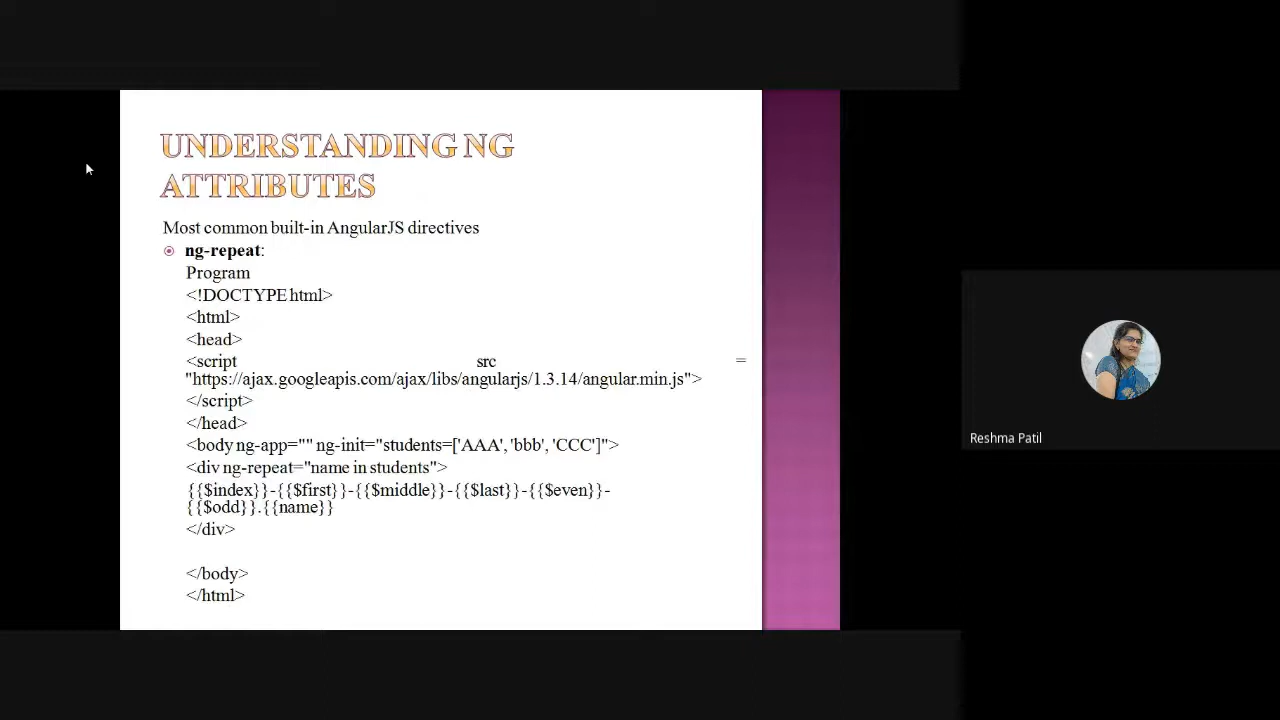 UNDERSTANDING NG
ATTRIBUTES
Most common built-in AngularJS directives
ng-repeat:
Program
<!DOCTYPE html>
<html>
<head>
<script src =
"https://ajax.googleapis.com/ajax/libs/angularjs/1.3.14/angular.min.js">
</script>
</head>
<body ng-app="" ng-init="students=['AAA', 'bbb', 'CCC']">
<div ng-repeat="name in students">
{{$index}}-{{$first}}-{{$middle}}-{{$last}}-{{$even}}-
{{$odd}}.{{name}}
</div>
</body>
</html>
Reshma Patil